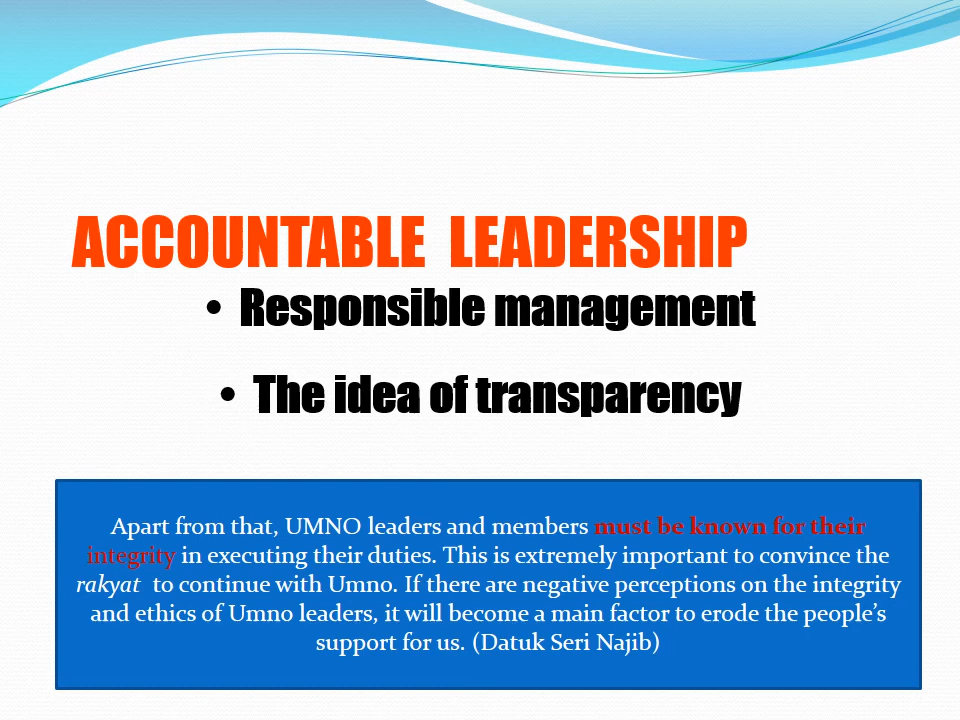 ACCOUNTABLE LEADERSHIP
• Responsible management
• The idea of transparency
Apart from that, UMNO leaders and members must be known for their
integrity in executing their duties. This is extremely important to convince the
rakyat to continue with Umno. If there are negative perceptions on the integrity
and ethics of Umno leaders, it will become a main factor to erode the people’s
support for us. (Datuk Seri Najib)